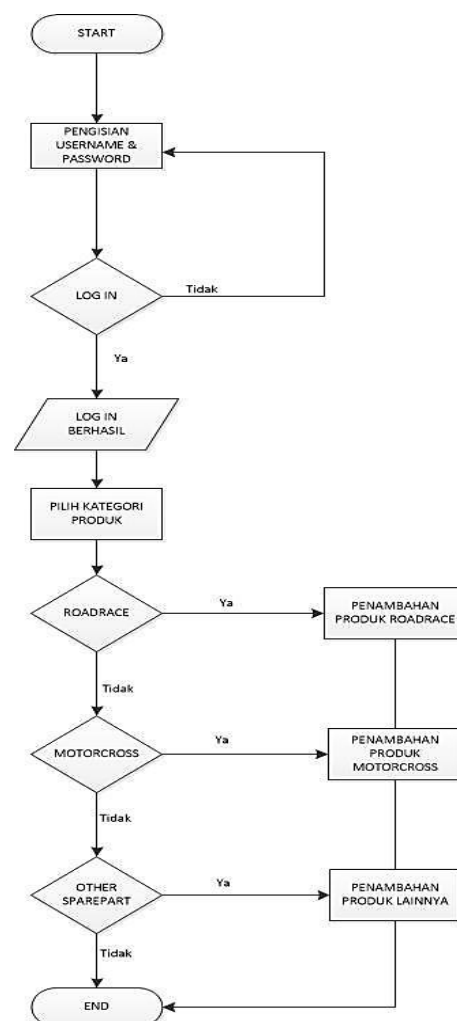 START
PENGISIAN
USERNAME &
PASSWORD
LOG IN
Tidak
Ya
LOG IN
BERHASIL
PILIH KATEGORI
PRODUK
ROADRACE
Ya
PENAMBAHAN
PRODUK ROADRACE
Tidak
MOTORCROSS
Ya
PENAMBAHAN
PRODUK
MOTORCROSS
Tidak
OTHER
SPAREPART
Ya
PENAMBAHAN
PRODUK LAINNYA
Tidak
END